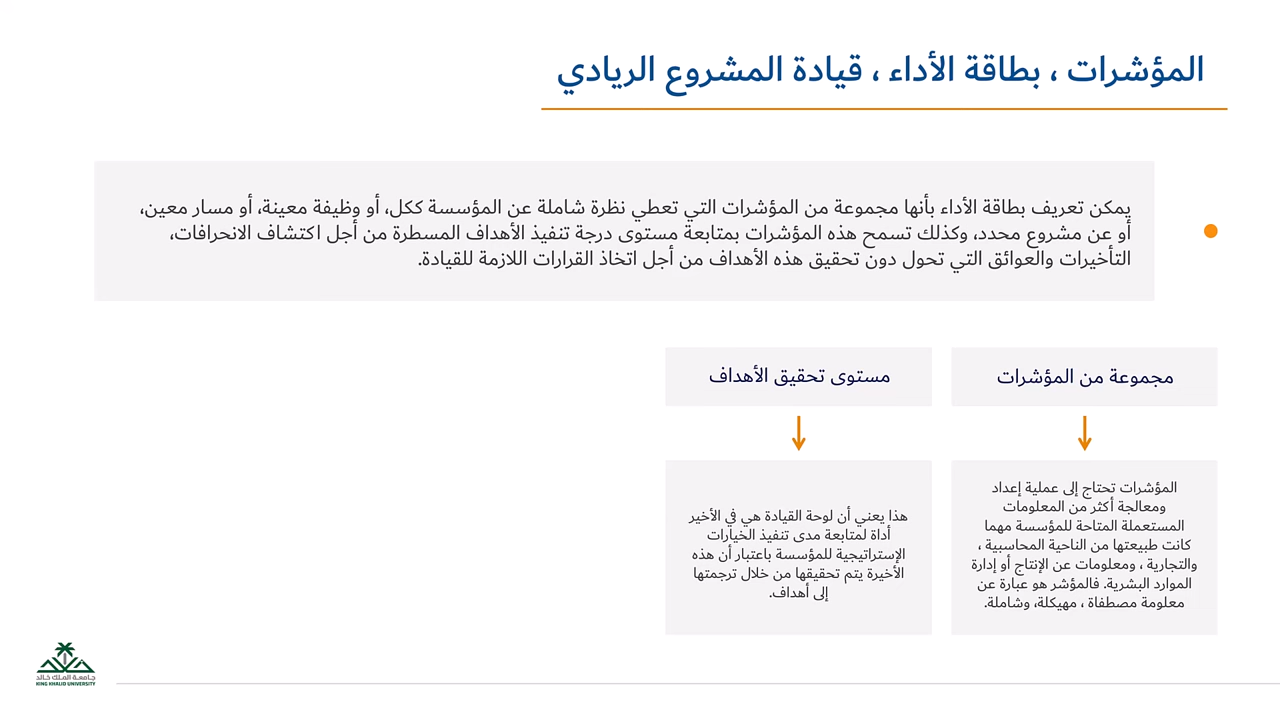 المؤشرات ، بطاقة الأداء ، قيادة المشروع الريادي
يمكن تعريف بطاقة الأداء بأنها مجموعة من المؤشرات التي تعطي نظرة شاملة عن المؤسسة ككل، أو وظيفة معينة، أو مسار معين،
أو عن مشروع محدد، وكذلك تسمح هذه المؤشرات بمتابعة مستوى درجة تنفيذ الأهداف المسطرة من أجل اكتشاف الانحرافات،
التأخيرات والعوائق التي تحول دون تحقيق هذه الأهداف من أجل اتخاذ القرارات اللازمة للقيادة.
مجموعة من المؤشرات
المؤشرات تحتاج إلى عملية إعداد
ومعالجة أكثر من المعلومات
المستعملة المتاحة للمؤسسة مهما
كانت طبيعتها من الناحية المحاسبية ،
والتجارية ، ومعلومات عن الإنتاج أو إدارة
الموارد البشرية. فالمؤشر هو عبارة عن
معلومة مصطفاة ، مهيكلة، وشاملة.
مستوى تحقيق الأهداف
هذا يعني أن لوحة القيادة هي في الأخير
أداة لمتابعة مدى تنفيذ الخيارات
الإستراتيجية للمؤسسة باعتبار أن هذه
الأخيرة يتم تحقيقها من خلال ترجمتها
إلى أهداف.
جامعة الملك خالد
KING KHALID UNIVERSITY